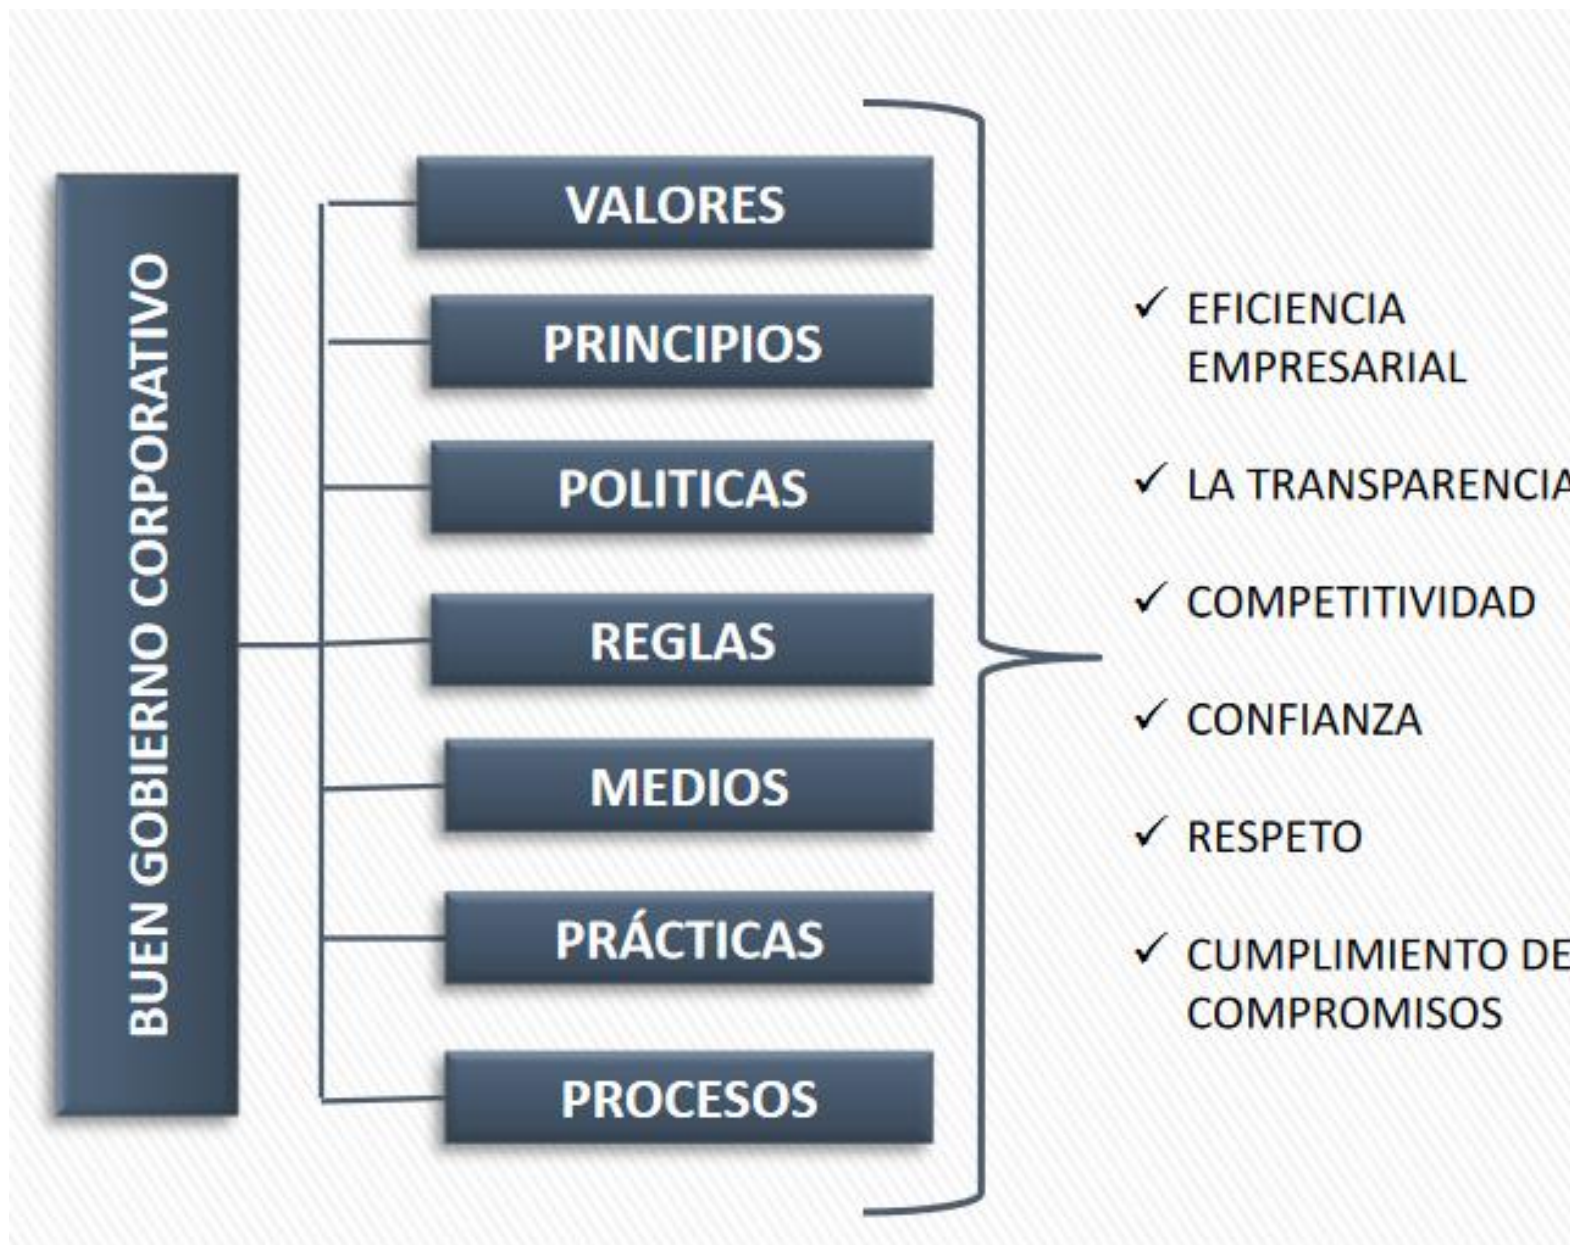 BUEN GOBIERNO CORPORATIVO
VALORES
PRINCIPIOS
POLITICAS
REGLAS
MEDIOS
PRÁCTICAS
PROCESOS
✓ EFICIENCIA
EMPRESARIAL
✓ LA TRANSPARENCIA
✓ COMPETITIVIDAD
✓ CONFIANZA
✓ RESPETO
✓ CUMPLIMIENTO DE
COMPROMISOS